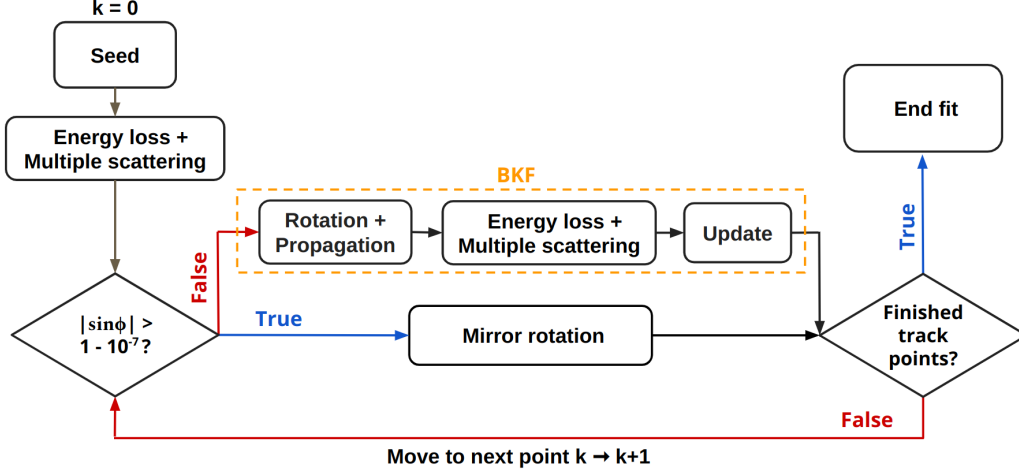 k = 0
Seed
Energy loss +
Multiple scattering
|sinϕ| >
1 - 10⁻⁷?
False
True
BKF
Rotation +
Propagation
Energy loss +
Multiple scattering
Update
Mirror rotation
Finished
track
points?
True
End fit
False
Move to next point k → k+1